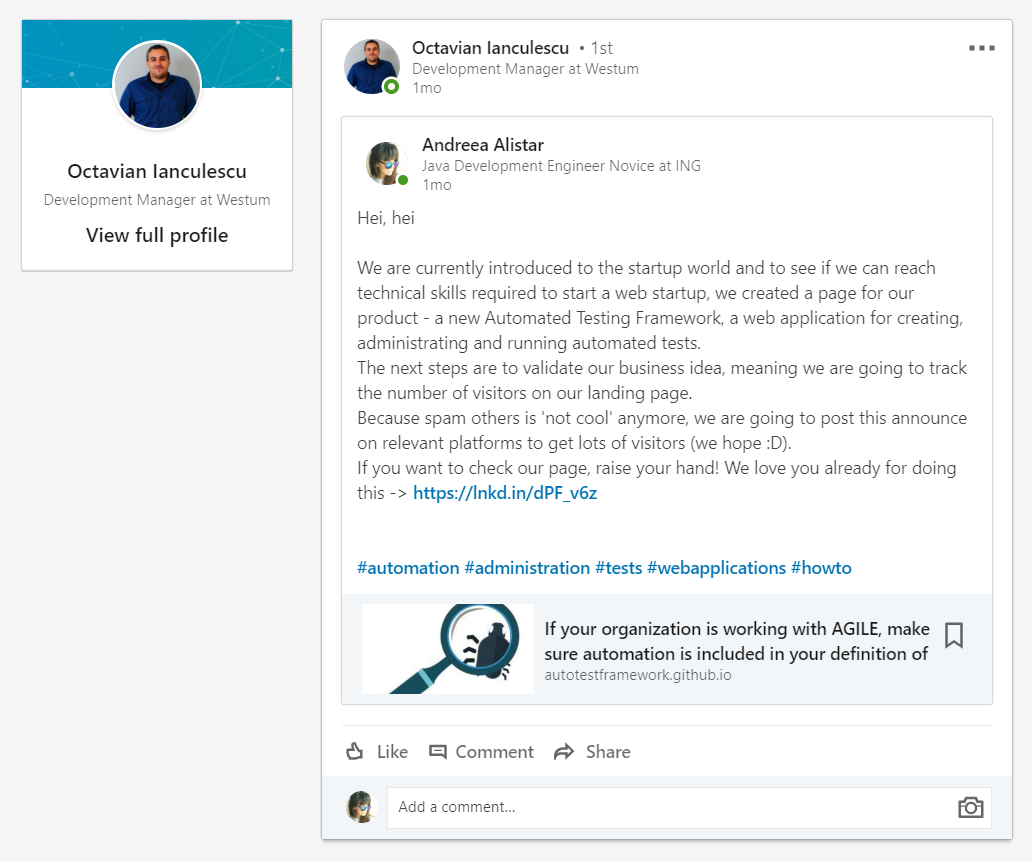 Octavian Ianculescu
Development Manager at Westum
View full profile
Octavian Ianculescu • 1st
Development Manager at Westum
1mo
Andreea Alistar
Java Development Engineer Novice at ING
1mo
Hei, hei
We are currently introduced to the startup world and to see if we can reach
technical skills required to start a web startup, we created a page for our
product - a new Automated Testing Framework, a web application for creating,
administrating and running automated tests.
The next steps are to validate our business idea, meaning we are going to track
the number of visitors on our landing page.
Because spam others is 'not cool' anymore, we are going to post this announce
on relevant platforms to get lots of visitors (we hope :D).
If you want to check our page, raise your hand! We love you already for doing
this -> https://lnkd.in/dPF_v6z
#automation #administration #tests #webapplications #howto
If your organization is working with AGILE, make
sure automation is included in your definition of
autotestframework.github.io
Like Comment Share
Add a comment...